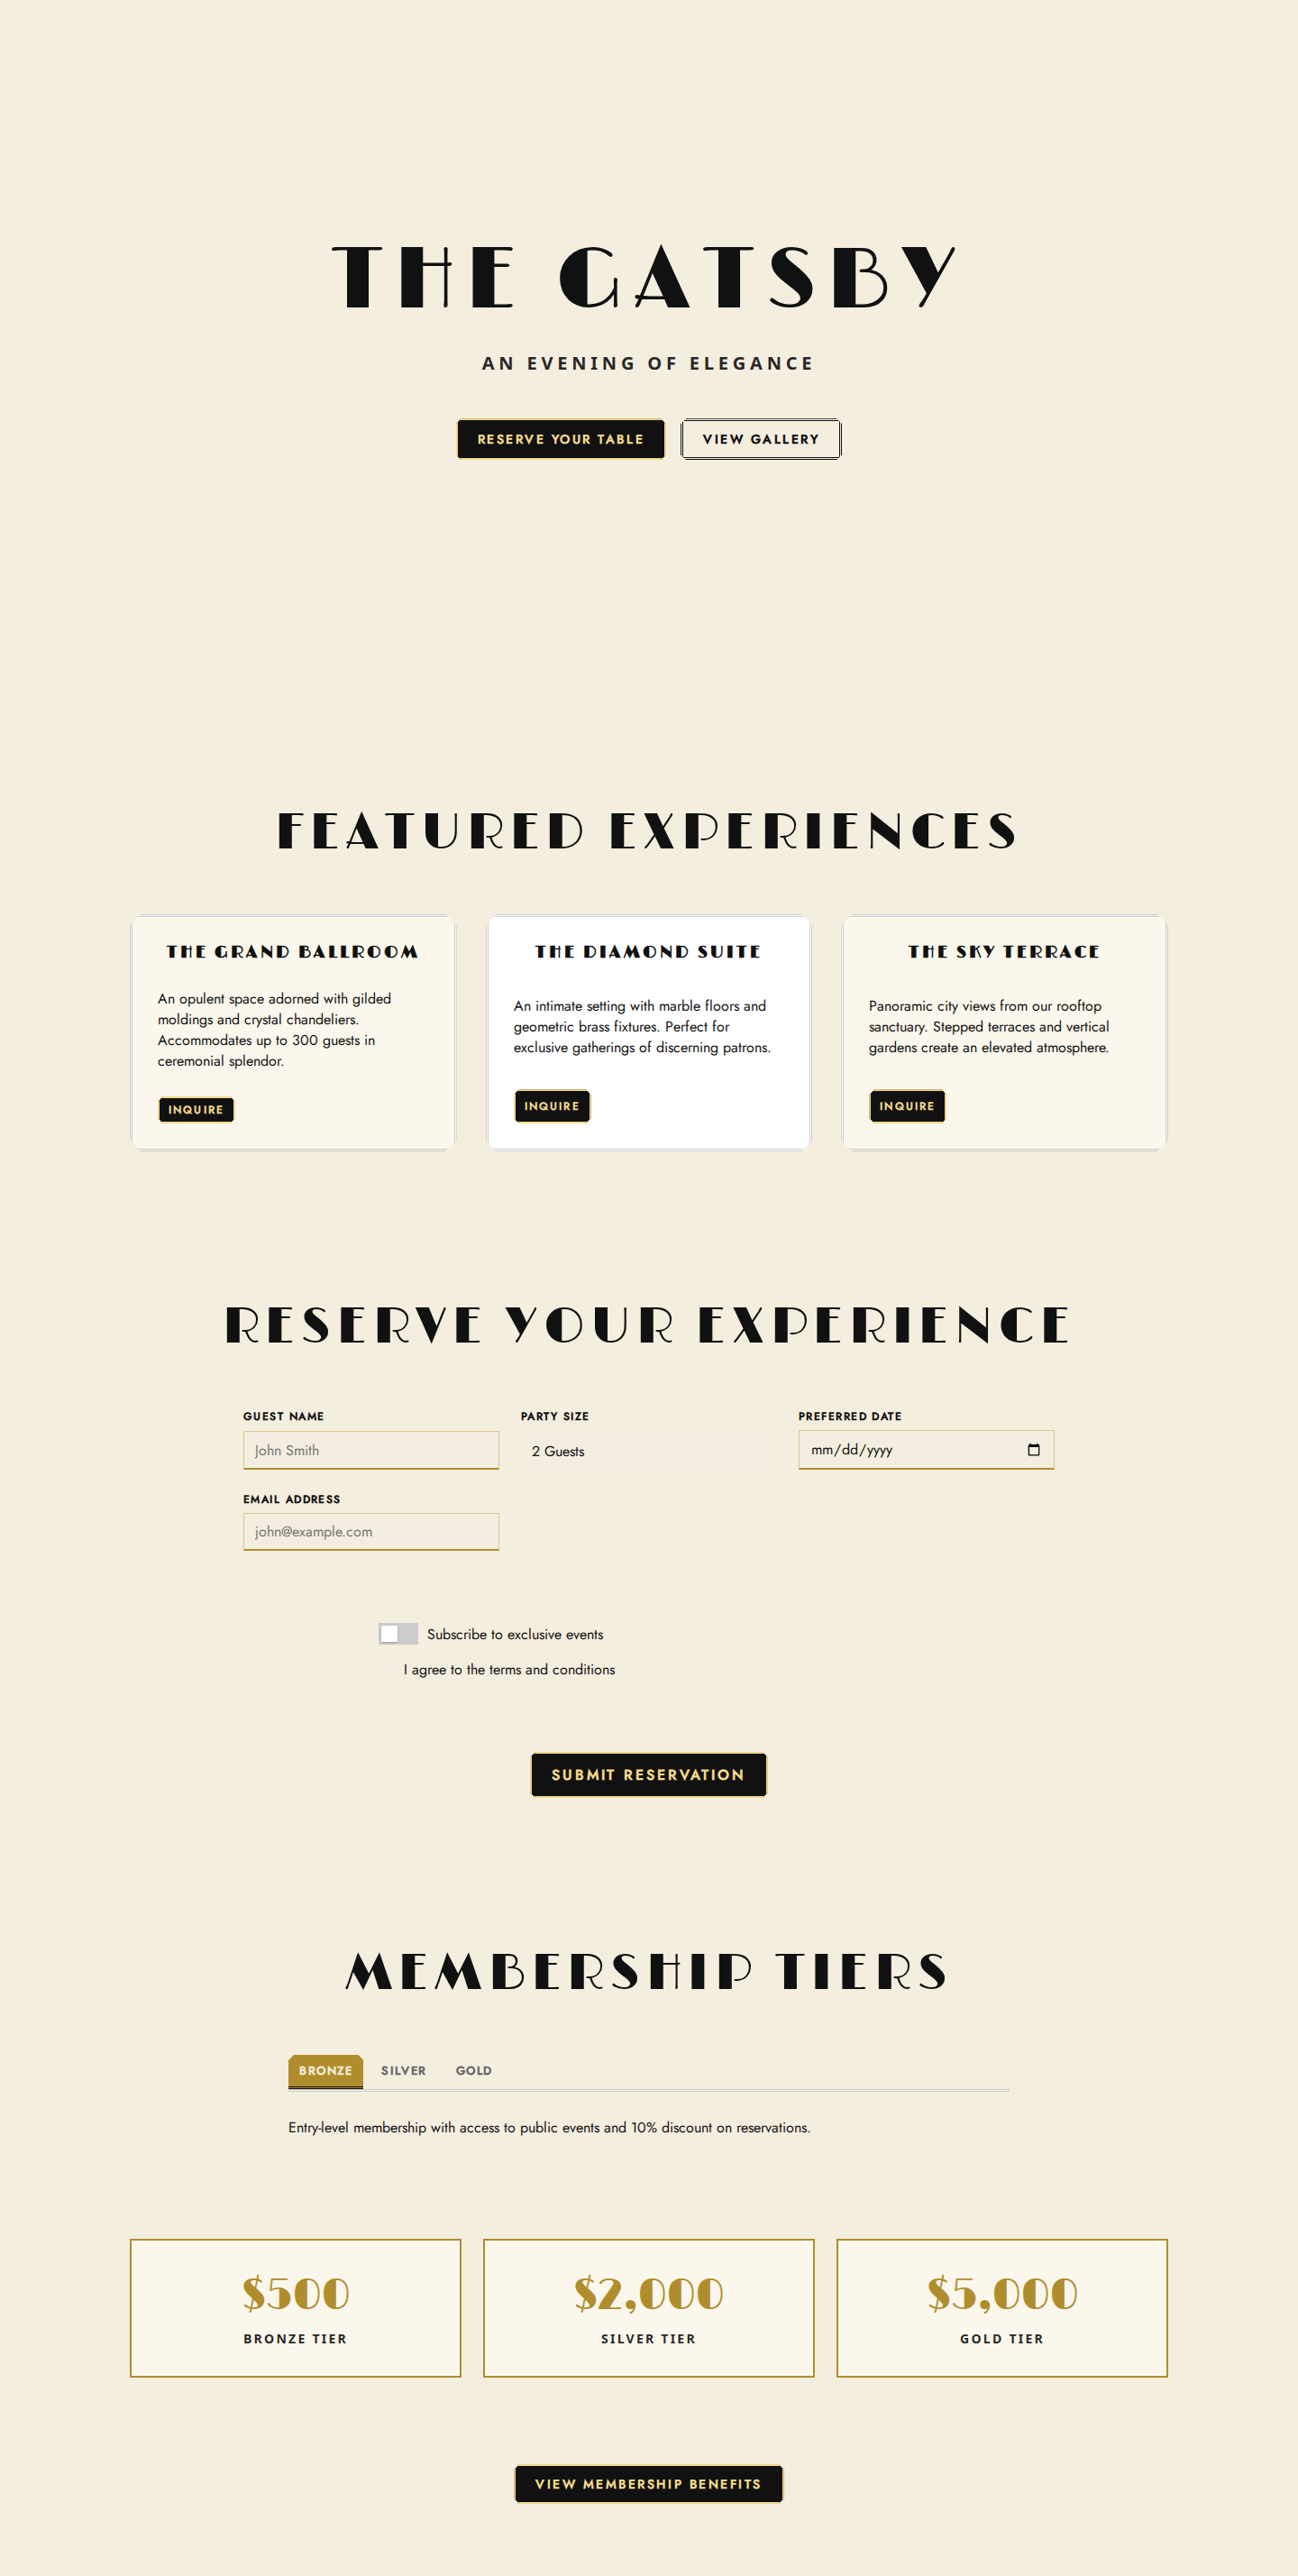 THE GATSBY
AN EVENING OF ELEGANCE
RESERVE YOUR TABLE
VIEW GALLERY
FEATURED EXPERIENCES
THE GRAND BALLROOM
An opulent space adorned with gilded
moldings and crystal chandeliers.
Accommodates up to 300 guests in
ceremonial splendor.
INQUIRE
THE DIAMOND SUITE
An intimate setting with marble floors and
geometric brass fixtures. Perfect for
exclusive gatherings of discerning patrons.
INQUIRE
THE SKY TERRACE
Panoramic city views from our rooftop
sanctuary. Stepped terraces and vertical
gardens create an elevated atmosphere.
INQUIRE
RESERVE YOUR EXPERIENCE
GUEST NAME
John Smith
PARTY SIZE
2 Guests
PREFERRED DATE
mm/dd/yyyy
EMAIL ADDRESS
john@example.com
Subscribe to exclusive events
I agree to the terms and conditions
SUBMIT RESERVATION
MEMBERSHIP TIERS
BRONZE
SILVER
GOLD
Entry-level membership with access to public events and 10% discount on reservations.
$500
BRONZE TIER
$2,000
SILVER TIER
$5,000
GOLD TIER
VIEW MEMBERSHIP BENEFITS